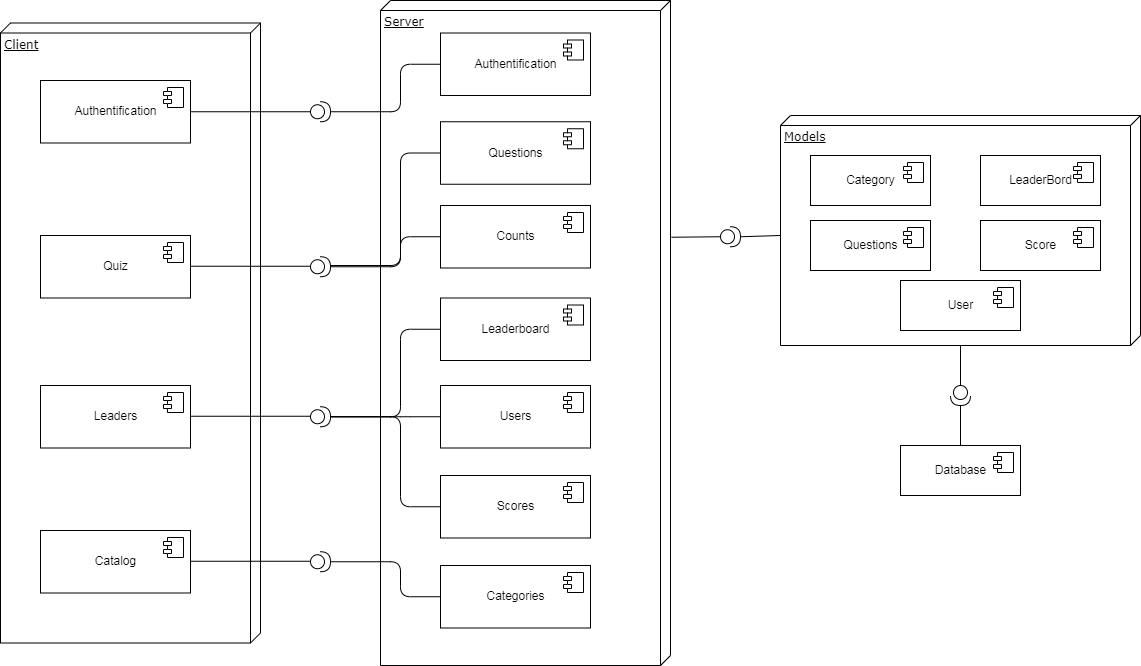 Client
Authentification
Quiz
Leaders
Catalog
Server
Authentification
Questions
Counts
Leaderboard
Users
Scores
Categories
Models
Category
LeaderBord
Questions
Score
User
Database